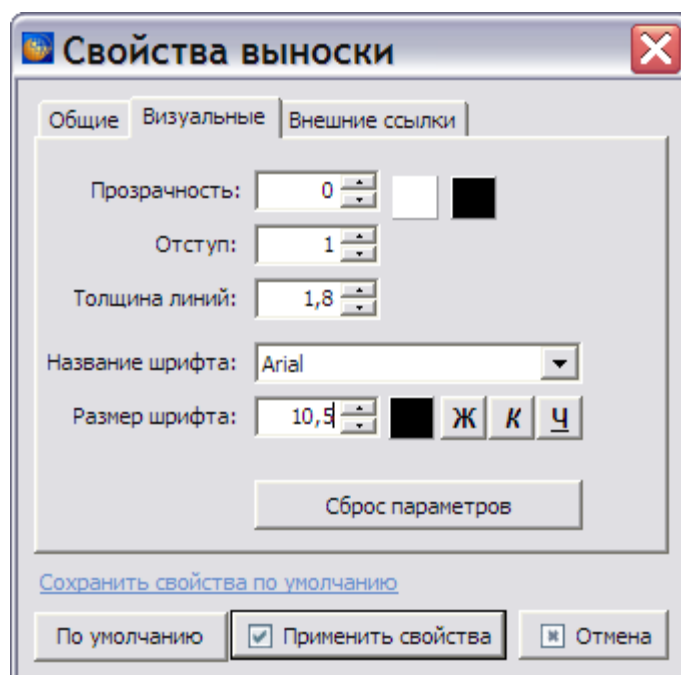 Свойства выноски
Общие Визуальные Внешние ссылки
Прозрачность: 0
Отступ: 1
Толщина линий: 1,8
Название шрифта: Arial
Размер шрифта: 10,5 Ж К Ч
Сброс параметров
Сохранить свойства по умолчанию
По умолчанию Применить свойства Отмена